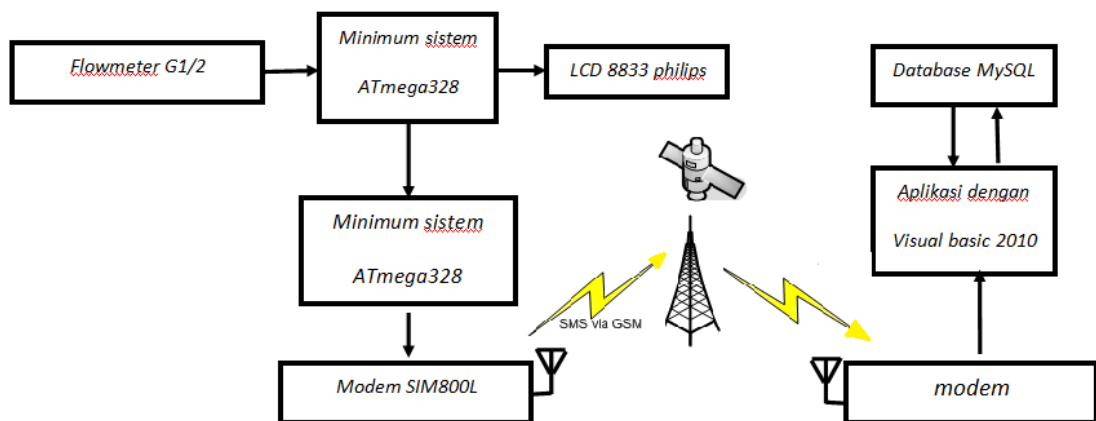 Flowmeter G1/2
Minimum sistem
ATmega328
LCD 8833 philips
Database MySQL
Aplikasi dengan
Visual basic 2010
Minimum sistem
ATmega328
SMS via GSM
Modem SIM800L
modem